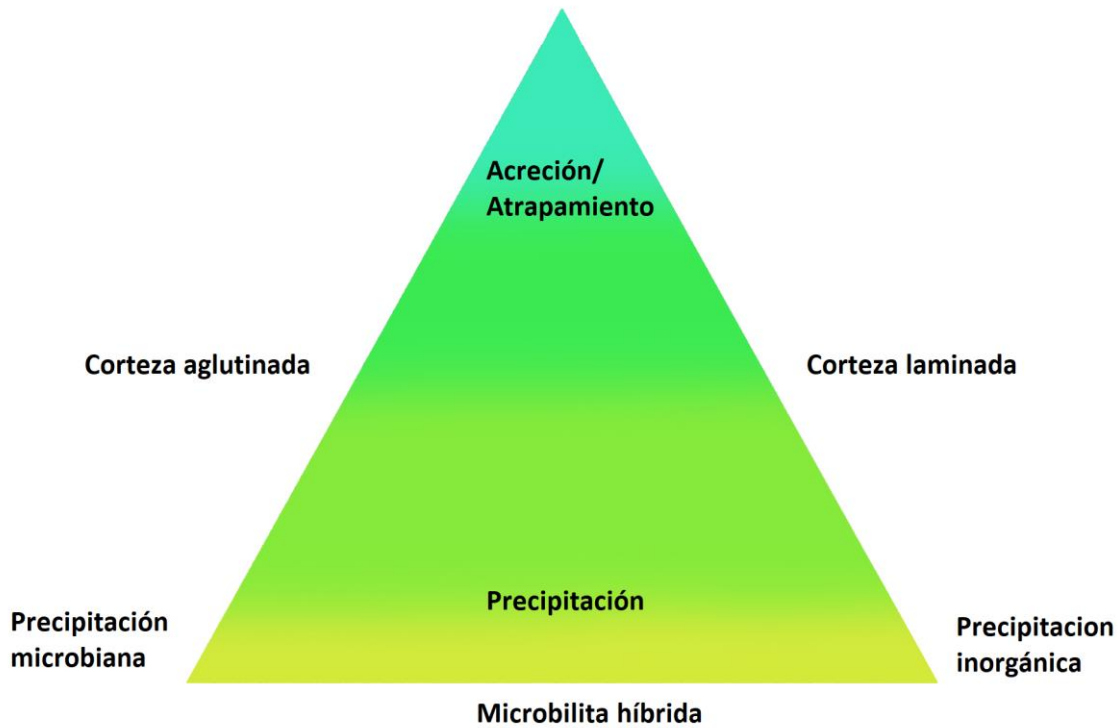 Acreción/
Atrapamiento
Corteza aglutinada
Corteza laminada
Precipitación
Precipitación
microbiana
Precipitacion
inorgánica
Microbilita híbrida